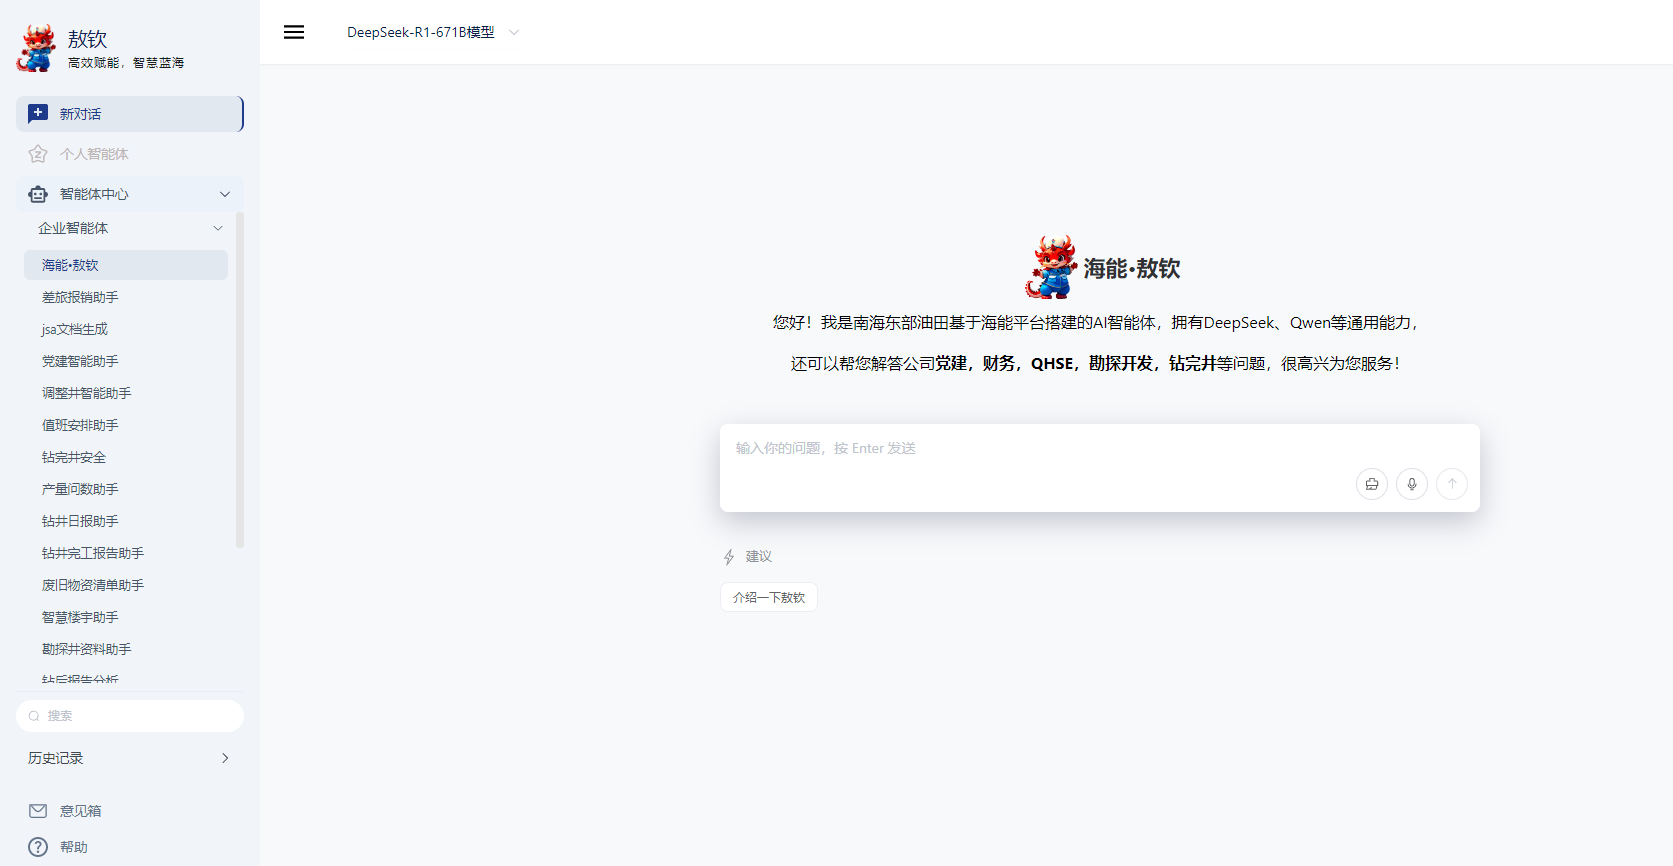 敖钦
高效赋能，智慧蓝海
新对话
个人智能体
智能体中心
企业智能体
海能•敖钦
差旅报销助手
jsa文档生成
党建智能助手
调整井智能助手
值班安排助手
钻完井安全
产量问数助手
钻井日报助手
钻井完工报告助手
废旧物资清单助手
智慧楼宇助手
勘探井资料助手
钻后报告分析
搜索
历史记录
意见箱
帮助
DeepSeek-R1-671B模型
海能•敖钦
您好！我是南海东部油田基于海能平台搭建的AI智能体，拥有DeepSeek、Qwen等通用能力，
还可以帮您解答公司党建，财务，QHSE，勘探开发，钻完井等问题，很高兴为您服务！
输入你的问题，按 Enter 发送
建议
介绍一下敖钦